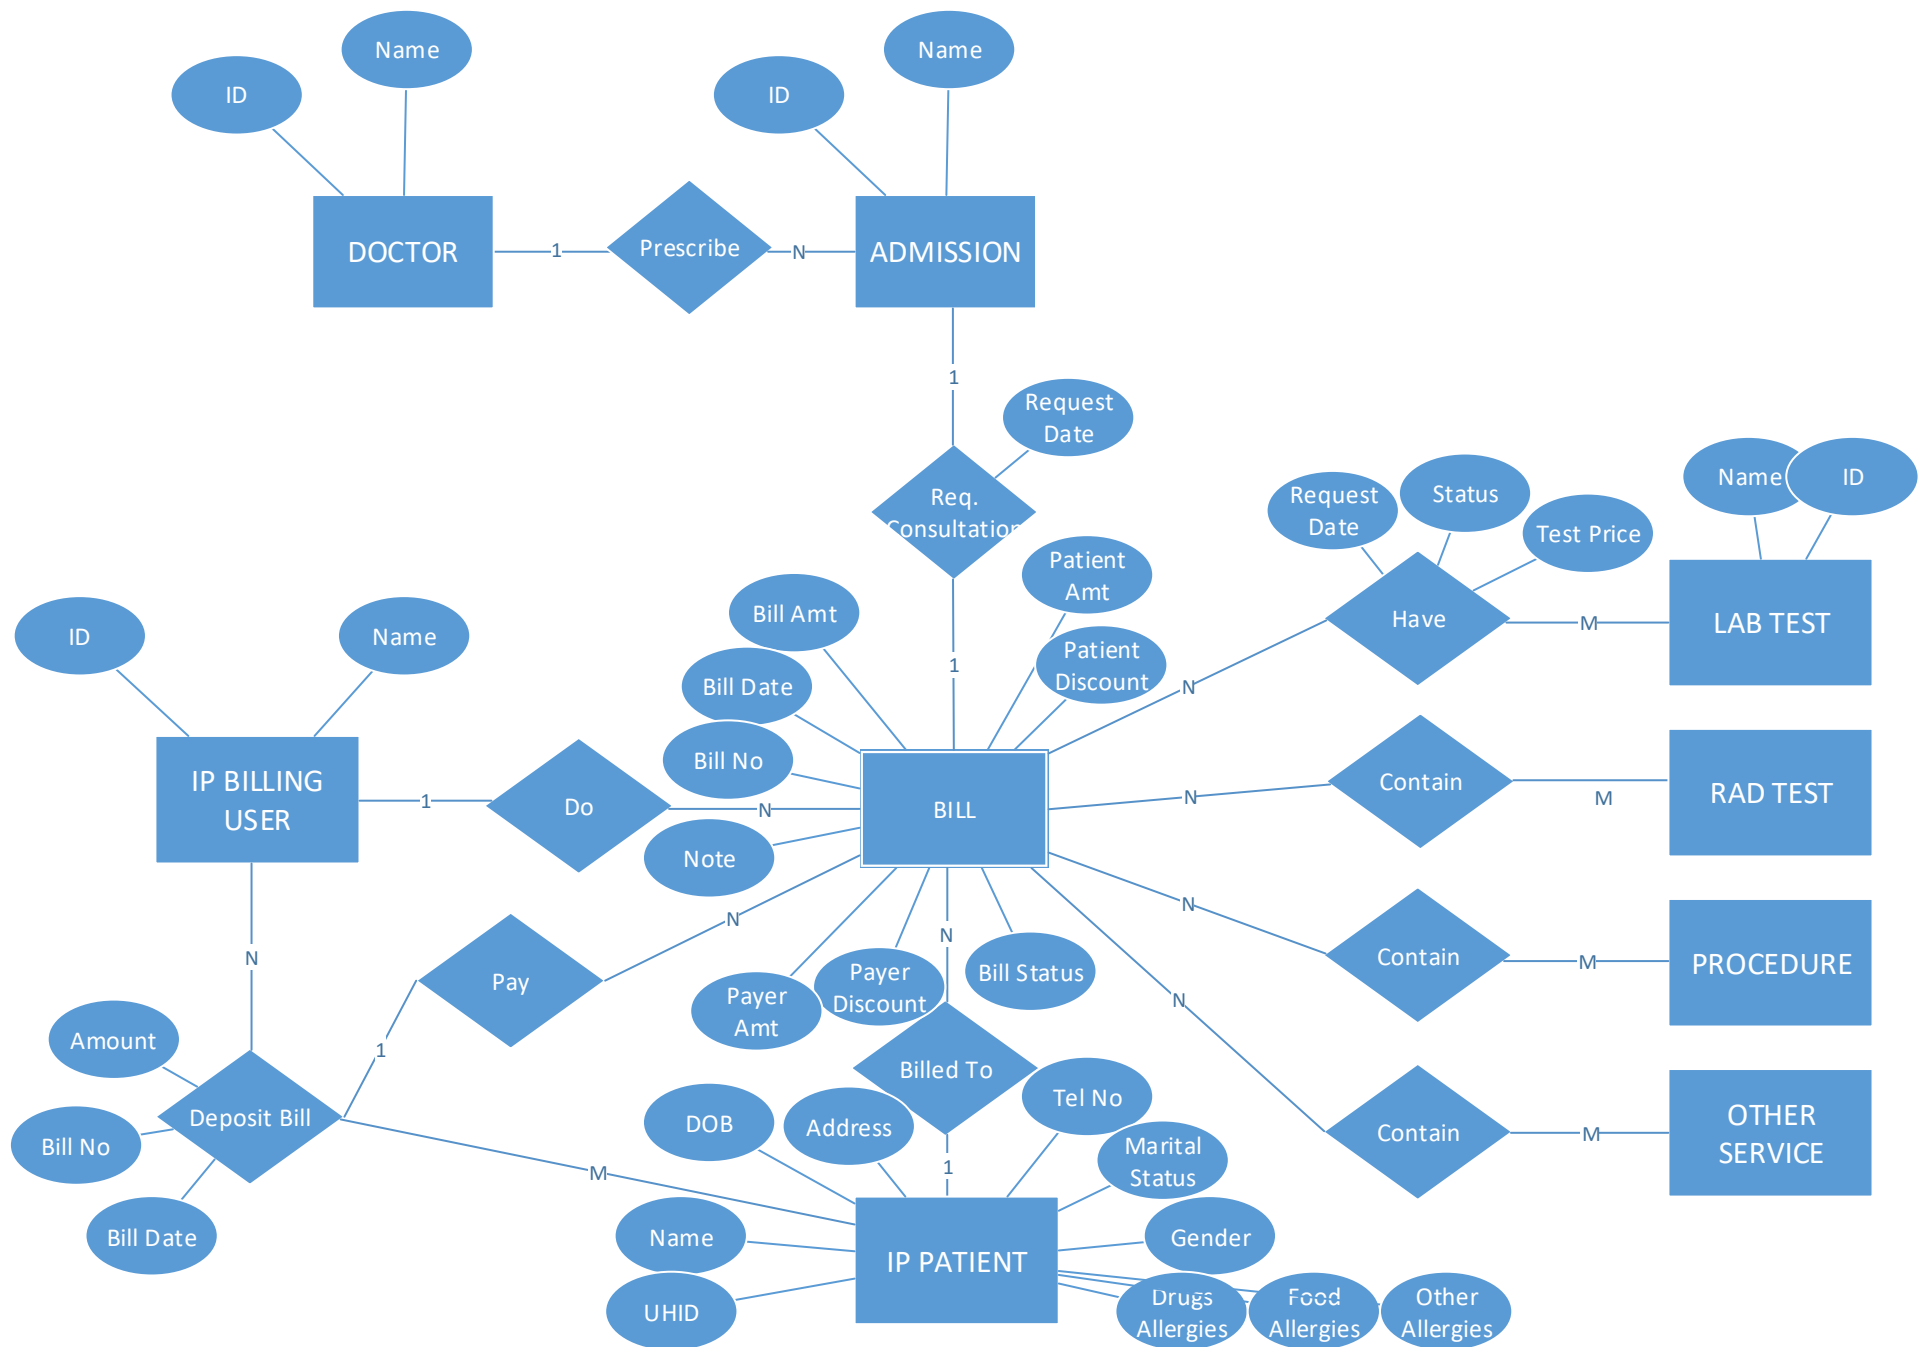 Name
Name
ID
ID
DOCTOR
1
Prescribe
N
ADMISSION
1
Request
Date
Req.
Consultation
Request
Date
Status
Test Price
Name
ID
Patient
Amt
Bill Amt
Have
M
LAB TEST
ID
Name
Patient
Discount
1
Bill Date
N
Bill No
IP BILLING
USER
1
Do
N
BILL
N
Contain
M
RAD TEST
Note
N
Pay
N
N
N
Contain
M
PROCEDURE
Payer
Amt
Payer
Discount
Bill Status
N
Amount
1
Billed To
Deposit Bill
Bill No
Bill Date
M
DOB
Address
Tel No
1
Marital
Status
Contain
M
OTHER
SERVICE
Name
IP PATIENT
Gender
UHID
Drugs
Allergies
Food
Allergies
Other
Allergies